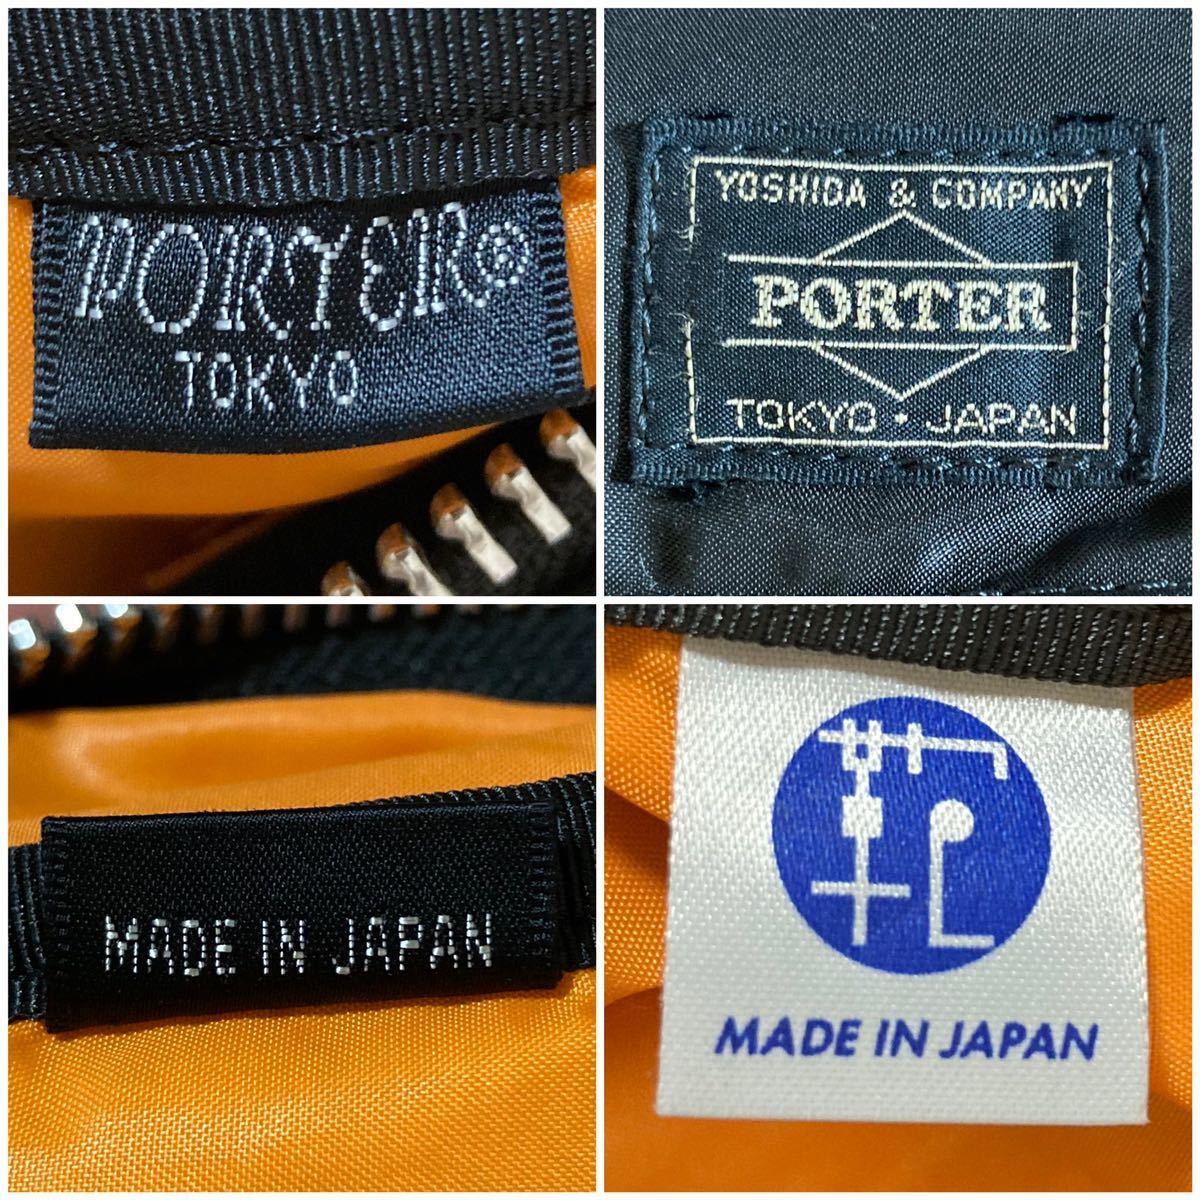 PORTER®
TOKYO
YOSHIDA & COMPANY
PORTER
TOKYO・JAPAN
MADE IN JAPAN
MADE IN JAPAN